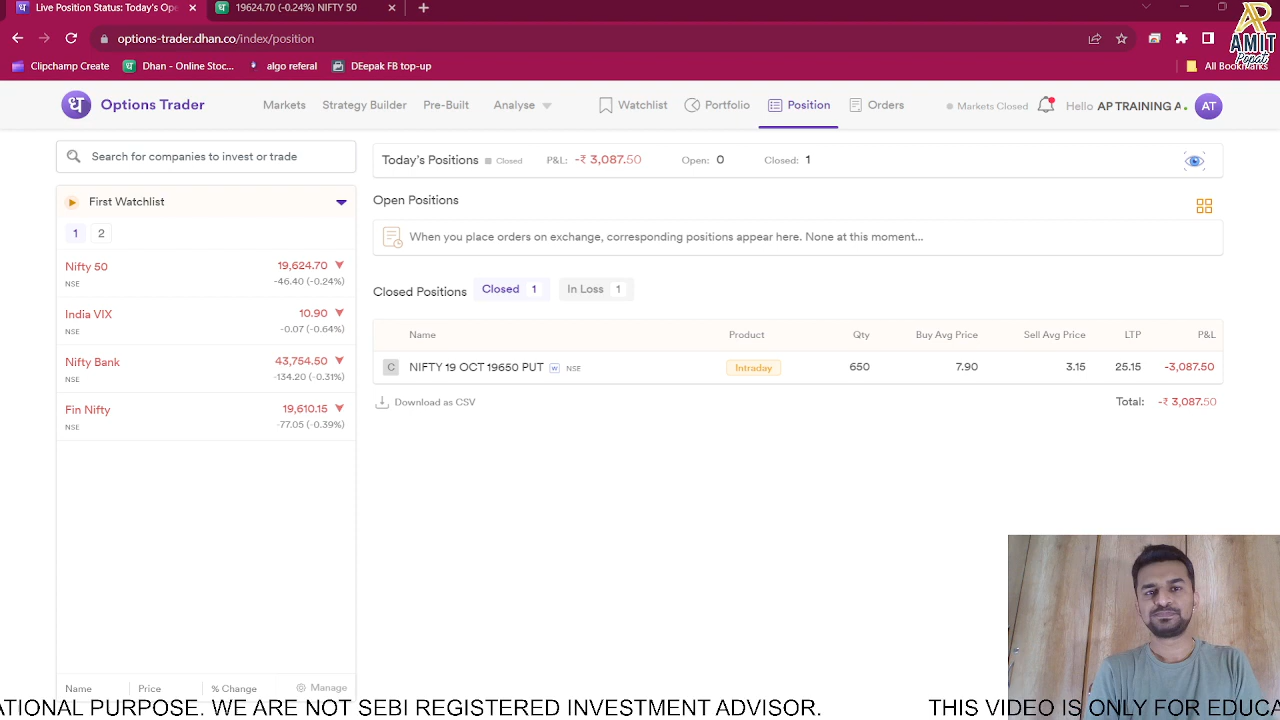 Live Position Status: Today's Ope
19624.70 (-0.24%) NIFTY 50
options-trader.dhan.co/index/position
AP
AMIT
Popat
Clipchamp Create
Dhan - Online Stoc...
algo referal
DEepak FB top-up
All Bookmarks
ध
Options Trader
Markets
Strategy Builder
Pre-Built
Analyse
Watchlist
Portfolio
Position
Orders
Markets Closed
Hello AP TRAINING A
AT
Search for companies to invest or trade
Today's Positions
Closed
P&L: -₹ 3,087.50
Open: 0
Closed: 1
First Watchlist
1 2
Open Positions
When you place orders on exchange, corresponding positions appear here. None at this moment...
Nifty 50 19,624.70
NSE -46.40 (-0.24%)
India VIX 10.90
NSE -0.07 (-0.64%)
Nifty Bank 43,754.50
NSE -134.20 (-0.31%)
Fin Nifty 19,610.15
NSE -77.05 (-0.39%)
Closed Positions
Closed 1
In Loss 1
Name Product Qty Buy Avg Price Sell Avg Price LTP P&L
C NIFTY 19 OCT 19650 PUT W NSE Intraday 650 7.90 3.15 25.15 -3,087.50
Download as CSV
Total: -₹ 3,087.50
Name Price % Change Manage
ATIONAL PURPOSE. WE ARE NOT SEBI REGISTERED INVESTMENT ADVISOR. THIS VIDEO IS ONLY FOR EDUCA